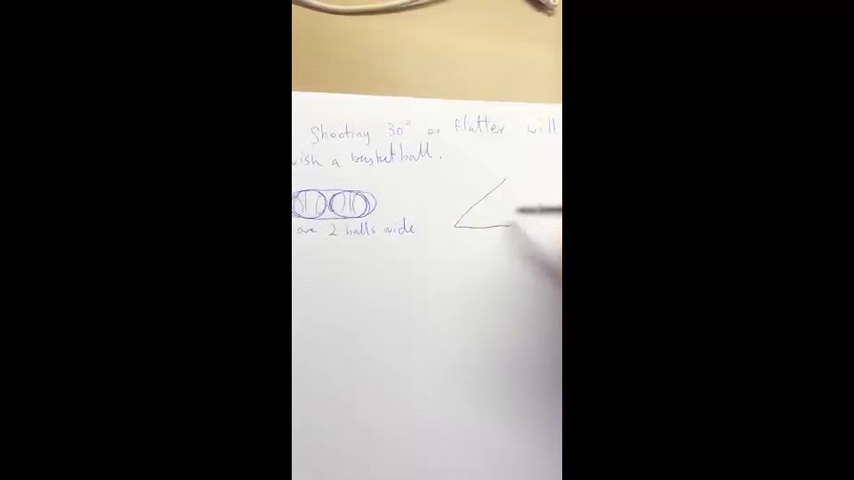 Shooting 30° or flatter will
wish a basketball.
are 2 balls wide